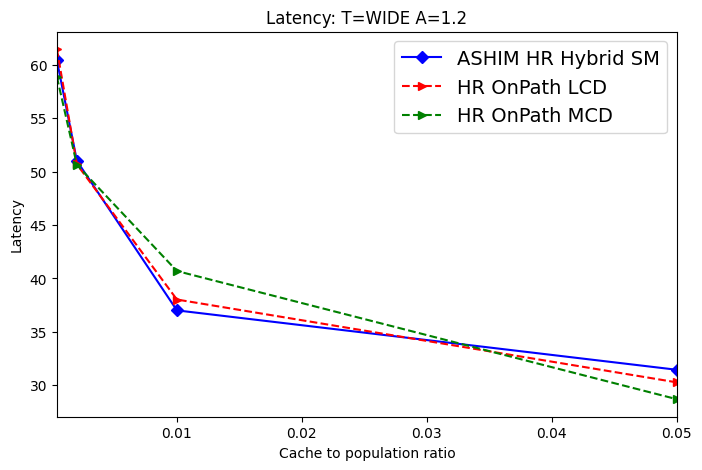 Latency: T=WIDE A=1.2
ASHIM HR Hybrid SM
HR OnPath LCD
HR OnPath MCD
Latency
60
55
50
45
40
35
30
0.01 0.02 0.03 0.04 0.05
Cache to population ratio